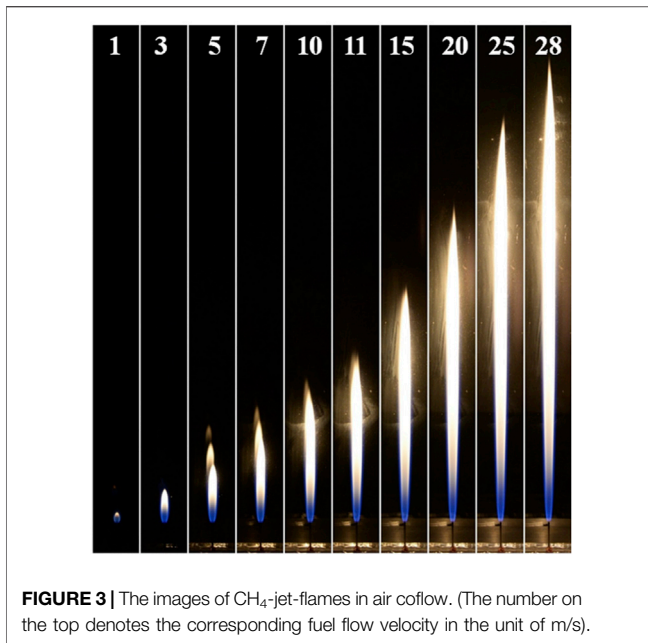 1 3 5 7 10 11 15 20 25 28
FIGURE 3 | The images of CH₄-jet-flames in air coflow. (The number on
the top denotes the corresponding fuel flow velocity in the unit of m/s).